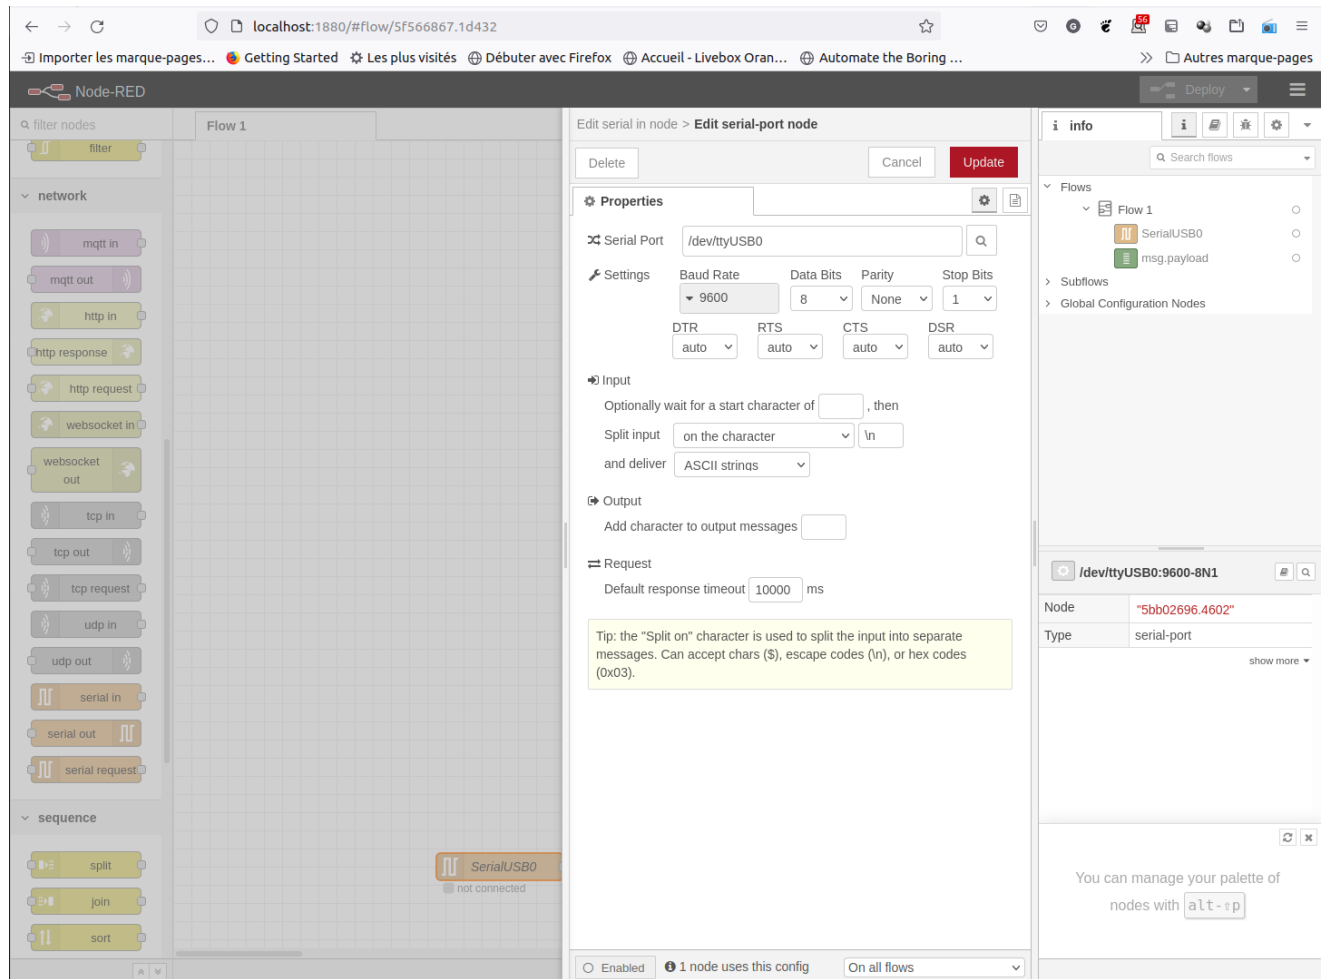 localhost:1880/#flow/5f566867.1d432
56
Importer les marque-pages… Getting Started Les plus visités Débuter avec Firefox Accueil - Livebox Oran… Automate the Boring … Autres marque-pages
Node-RED Deploy
filter nodes
Flow 1
filter
network
mqtt in
mqtt out
http in
http response
http request
websocket in
websocket
out
tcp in
tcp out
tcp request
udp in
udp out
serial in
serial out
serial request
sequence
split
join
sort
SerialUSB0
not connected
Edit serial in node > Edit serial-port node
Delete Cancel Update
Properties
Serial Port /dev/ttyUSB0
Settings Baud Rate Data Bits Parity Stop Bits
9600 8 None 1
DTR RTS CTS DSR
auto auto auto auto
Input
Optionally wait for a start character of , then
Split input on the character \n
and deliver ASCII strings
Output
Add character to output messages
Request
Default response timeout 10000 ms
Tip: the "Split on" character is used to split the input into separate
messages. Can accept chars ($), escape codes (\n), or hex codes
(0x03).
Enabled 1 node uses this config On all flows
i info i
Search flows
Flows
Flow 1
SerialUSB0
msg.payload
Subflows
Global Configuration Nodes
/dev/ttyUSB0:9600-8N1
Node "5bb02696.4602"
Type serial-port
show more
You can manage your palette of
nodes with alt-⇧p